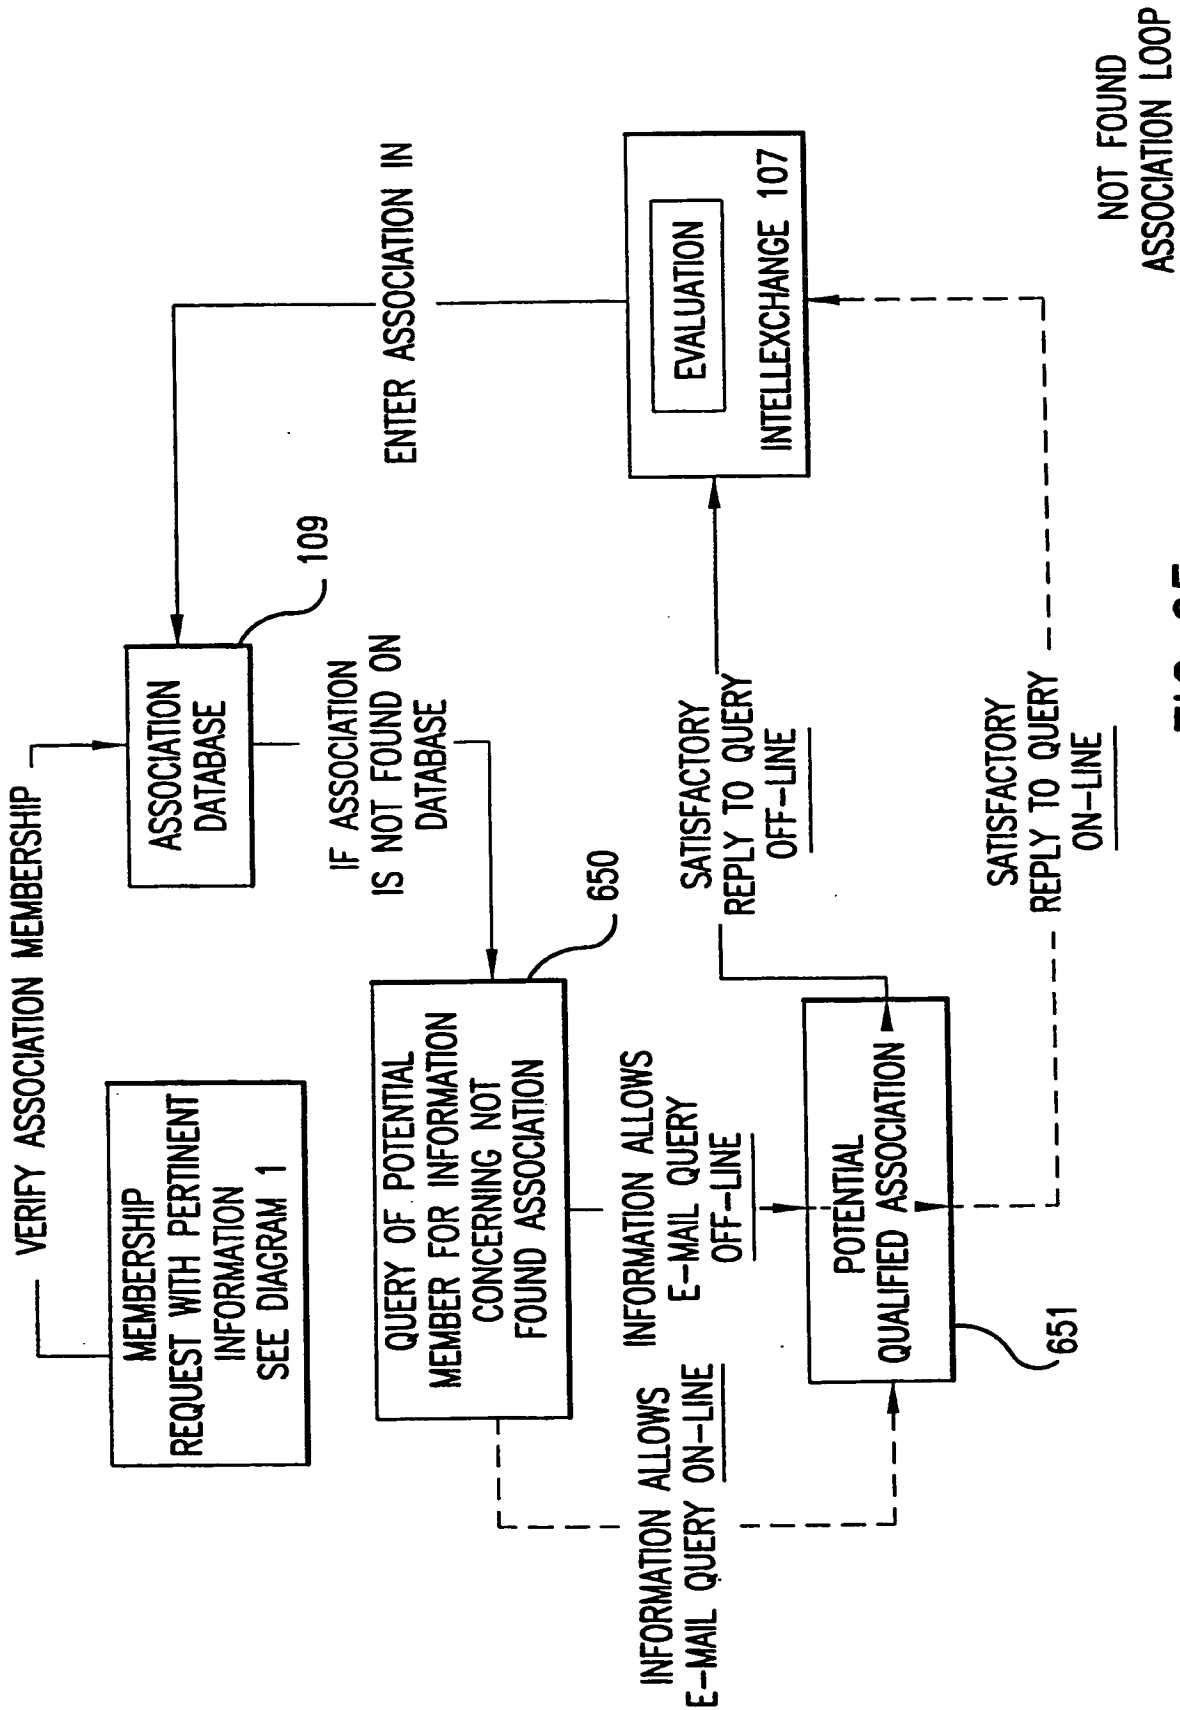 VERIFY ASSOCIATION MEMBERSHIP
MEMBERSHIP
REQUEST WITH PERTINENT
INFORMATION
SEE DIAGRAM 1
ASSOCIATION
DATABASE
109
ENTER ASSOCIATION IN
IF ASSOCIATION
IS NOT FOUND ON
DATABASE
QUERY OF POTENTIAL
MEMBER FOR INFORMATION
CONCERNING NOT
FOUND ASSOCIATION
650
INFORMATION ALLOWS
E-MAIL QUERY ON-LINE
INFORMATION ALLOWS
E-MAIL QUERY
OFF-LINE
POTENTIAL
QUALIFIED ASSOCIATION
651
SATISFACTORY
REPLY TO QUERY
OFF-LINE
EVALUATION
INTELLEXCHANGE 107
SATISFACTORY
REPLY TO QUERY
ON-LINE
NOT FOUND
ASSOCIATION LOOP